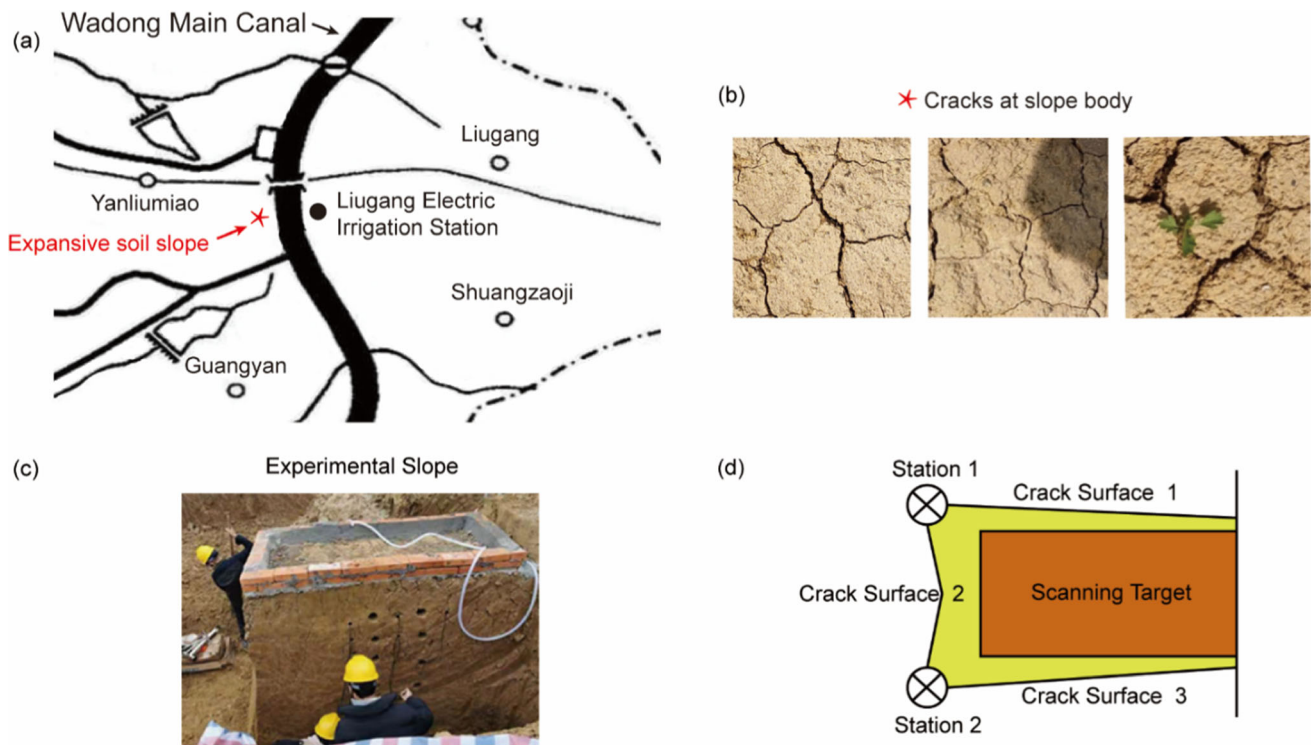 (a)
Wadong Main Canal
Liugang
Yanliumiao
Liugang Electric
Irrigation Station
Expansive soil slope
Shuangzaoji
Guangyan
(b)
Cracks at slope body
(c)
Experimental Slope
(d)
Station 1
Crack Surface 1
Crack Surface 2
Scanning Target
Crack Surface 3
Station 2